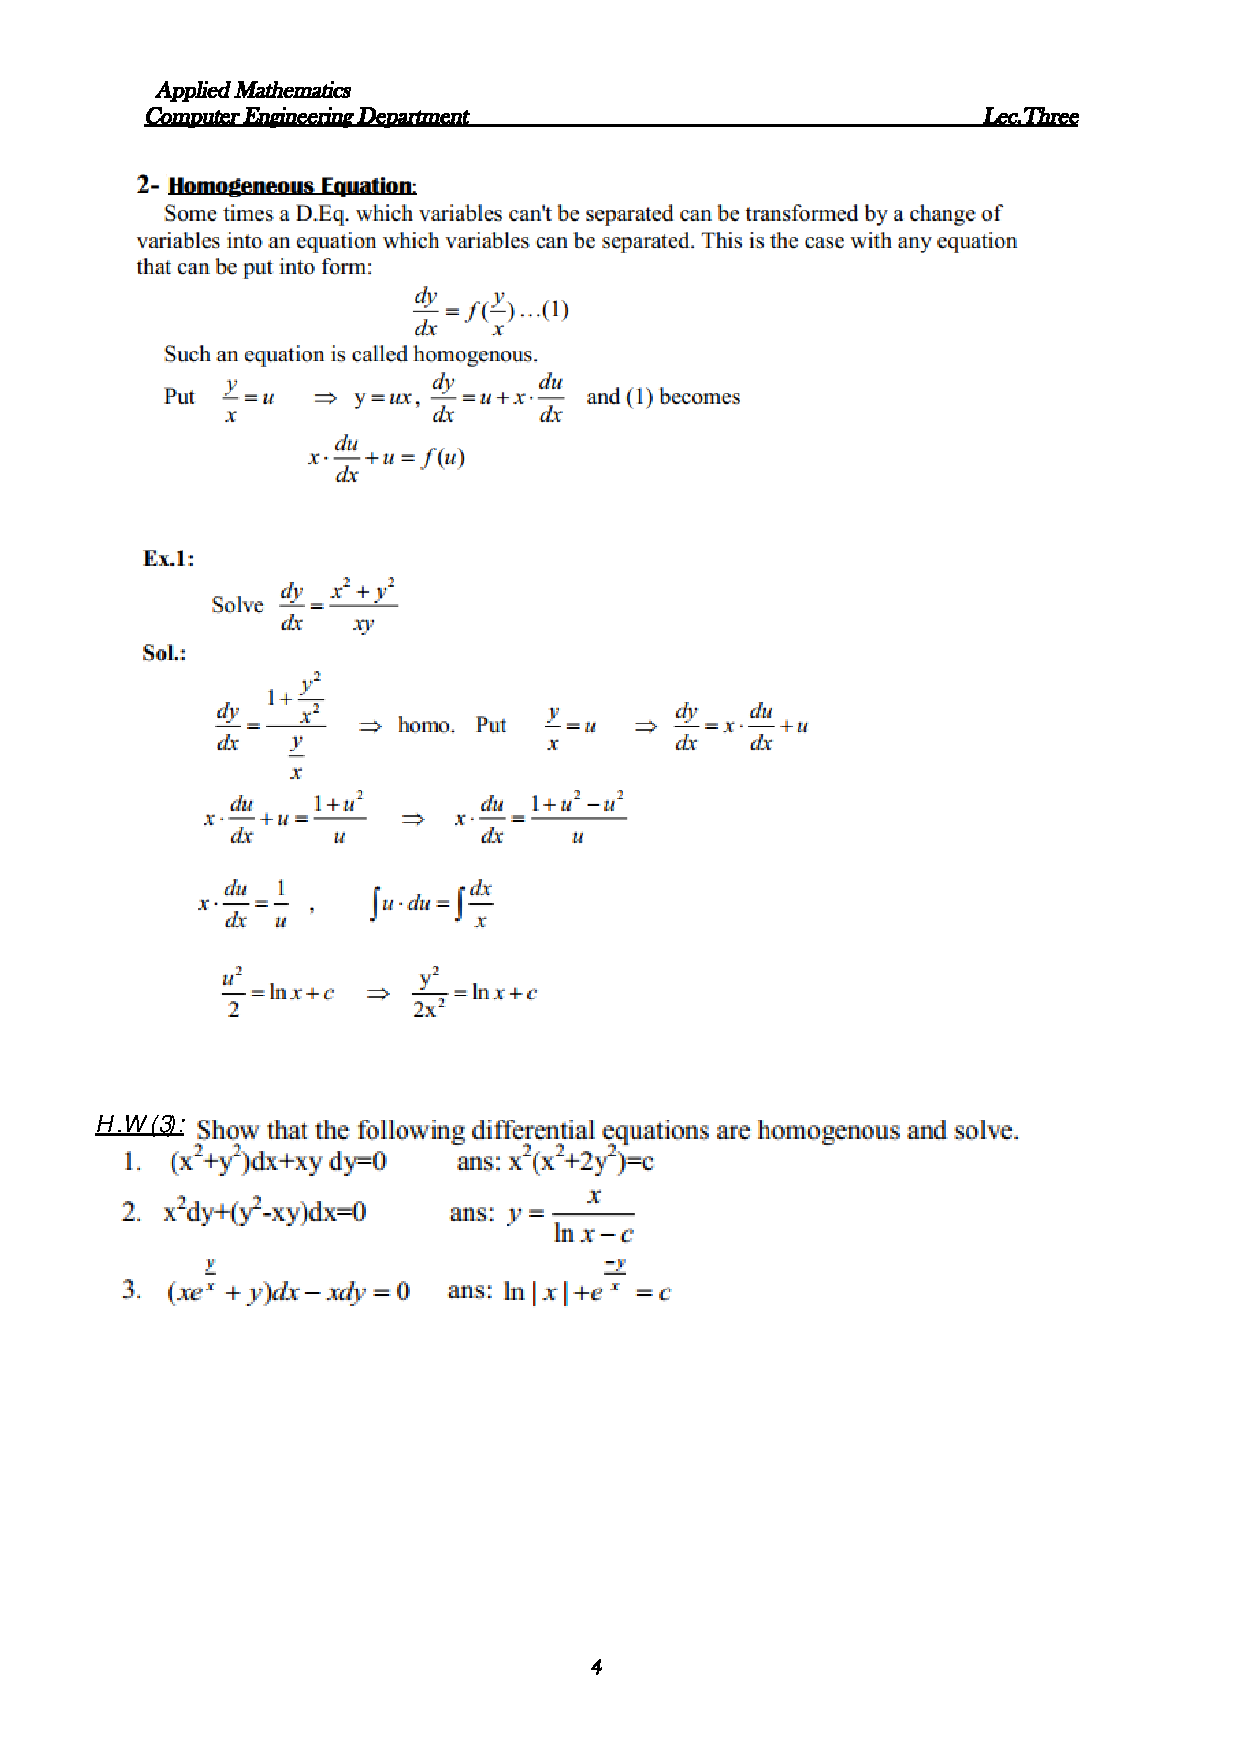 Applied Mathematics
Computer Engineering Department Lec.Three
2- Homogeneous Equation:
Some times a D.Eq. which variables can't be separated can be transformed by a change of
variables into an equation which variables can be separated. This is the case with any equation
that can be put into form:
dy/dx = f(y/x) ...(1)
Such an equation is called homogenous.
Put y/x = u ⇒ y = ux, dy/dx = u + x·du/dx and (1) becomes
x·du/dx + u = f(u)
Ex.1:
Solve dy/dx = (x² + y²)/(xy)
Sol.:
dy/dx = (1 + y²/x²)/(y/x) ⇒ homo. Put y/x = u ⇒ dy/dx = x·du/dx + u
x·du/dx + u = (1+u²)/u ⇒ x·du/dx = (1+u²−u²)/u
x·du/dx = 1/u , ∫u·du = ∫dx/x
u²/2 = ln x + c ⇒ y²/2x² = ln x + c
H.W(3): Show that the following differential equations are homogenous and solve.
1. (x²+y²)dx+xy dy=0 ans: x²(x²+2y²)=c
2. x²dy+(y²-xy)dx=0 ans: y = x/(ln x − c)
3. (xe^(y/x) + y)dx − xdy = 0 ans: ln | x | +e^(−y/x) = c
4